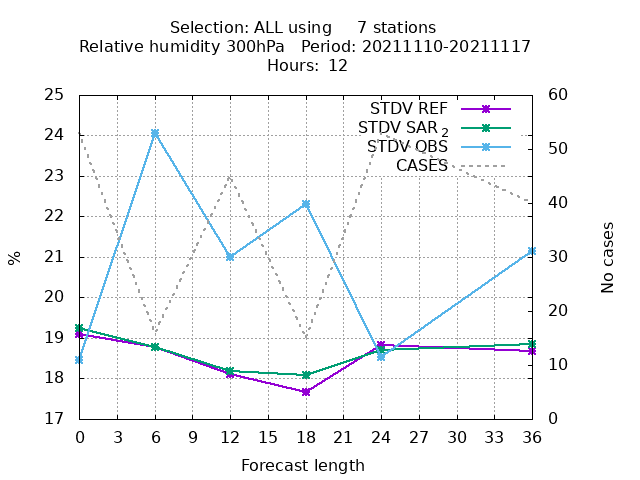 Selection: ALL using 7 stations
Relative humidity 300hPa Period: 20211110-20211117
Hours: 12
STDV REF
STDV SAR 2
STDV OBS
CASES
25
24
23
22
21
20
19
18
17
%
60
50
40
30
20
10
0
No cases
0 3 6 9 12 15 18 21 24 27 30 33 36
Forecast length